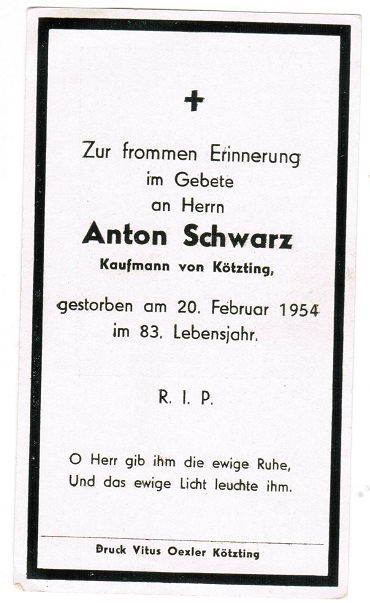 Zur frommen Erinnerung
im Gebete
an Herrn
Anton Schwarz
Kaufmann von Kötzting,
gestorben am 20. Februar 1954
im 83. Lebensjahr.
R. I. P.
O Herr gib ihm die ewige Ruhe,
Und das ewige Licht leuchte ihm.
Druck Vitus Oexler Kötzting